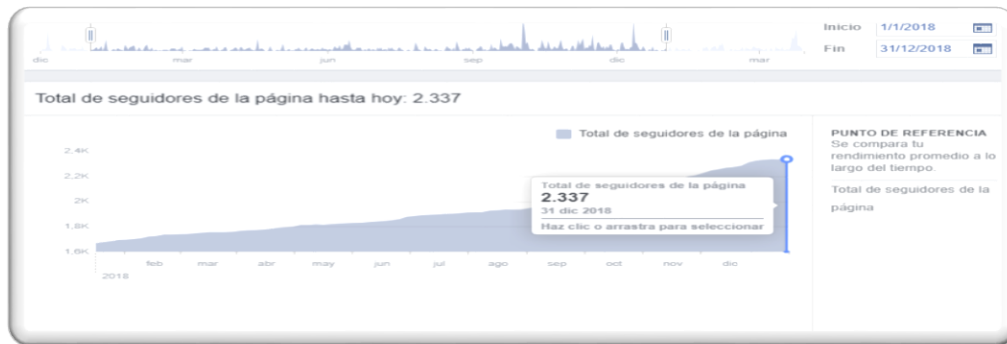 Inicio 1/1/2018
Fin 31/12/2018
dic mar jun sep dic mar
Total de seguidores de la página hasta hoy: 2.337
Total de seguidores de la página
2,4K
2,2K
2K
1,8K
1,6K
Total de seguidores de la página
2.337
31 dic 2018
Haz clic o arrastra para seleccionar
feb mar abr may jun jul ago sep oct nov dic
2018
PUNTO DE REFERENCIA
Se compara tu
rendimiento promedio a lo
largo del tiempo.
Total de seguidores de la
página